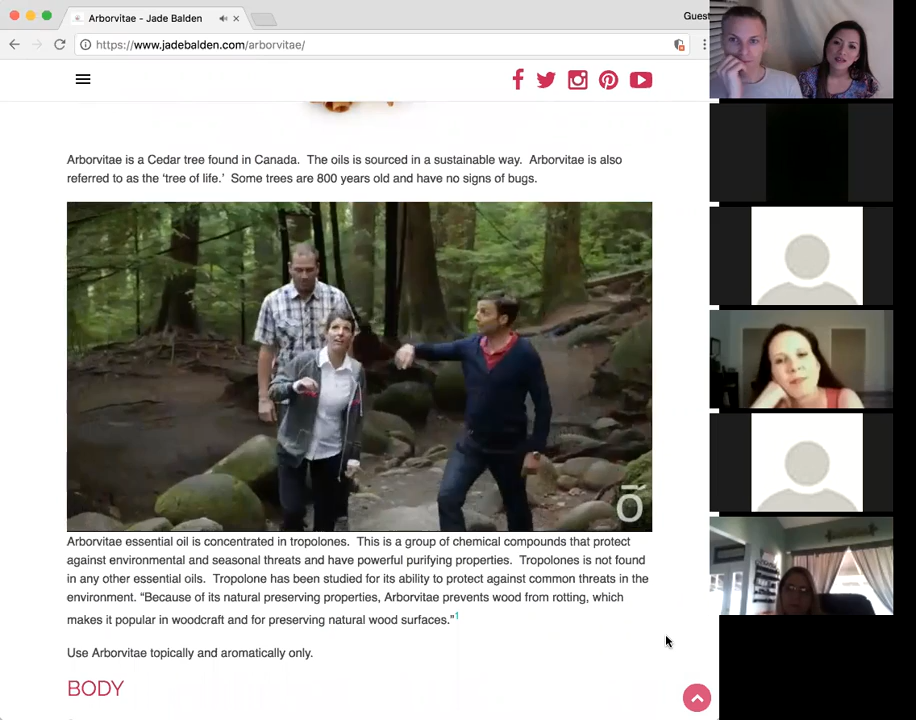 Arborvitae - Jade Balden
Guest
https://www.jadebalden.com/arborvitae/
Arborvitae is a Cedar tree found in Canada. The oils is sourced in a sustainable way. Arborvitae is also
referred to as the ‘tree of life.’ Some trees are 800 years old and have no signs of bugs.
ō
Arborvitae essential oil is concentrated in tropolones. This is a group of chemical compounds that protect
against environmental and seasonal threats and have powerful purifying properties. Tropolones is not found
in any other essential oils. Tropolone has been studied for its ability to protect against common threats in the
environment. “Because of its natural preserving properties, Arborvitae prevents wood from rotting, which
makes it popular in woodcraft and for preserving natural wood surfaces.”1
Use Arborvitae topically and aromatically only.
BODY